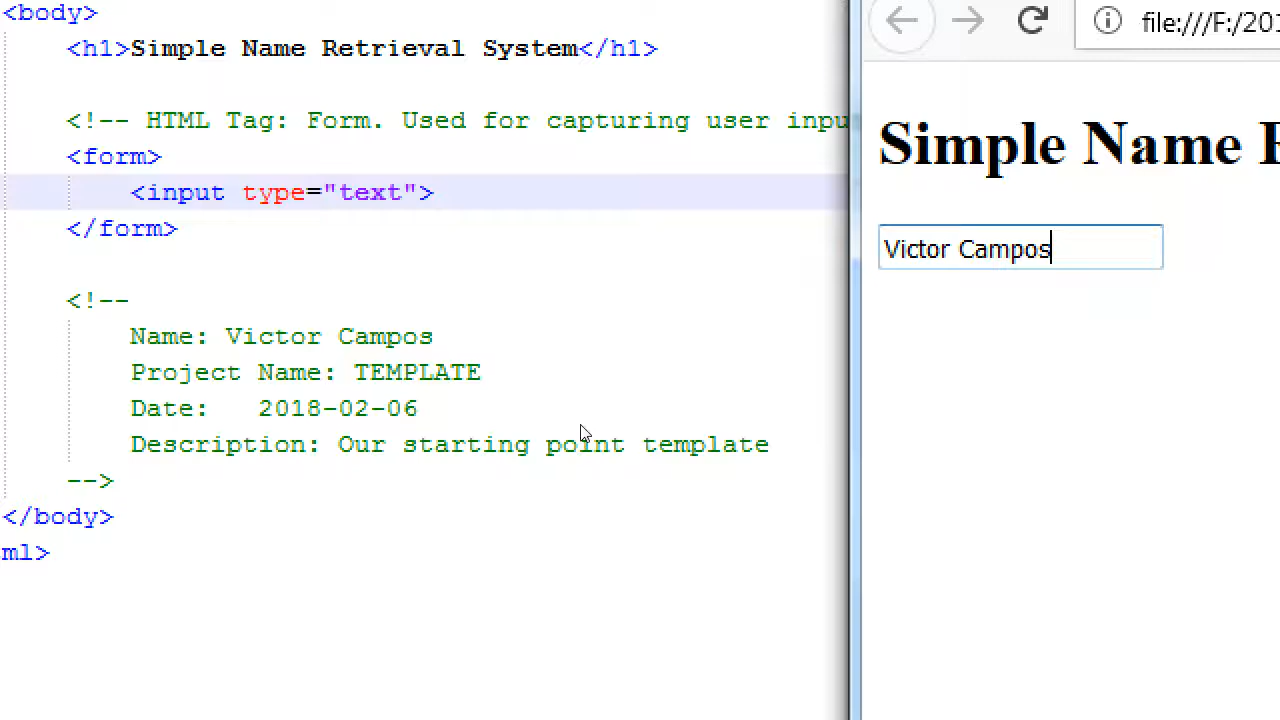 <body>
<h1>Simple Name Retrieval System</h1>
<!-- HTML Tag: Form. Used for capturing user inpu
<form>
<input type="text">
</form>
<!--
Name: Victor Campos
Project Name: TEMPLATE
Date: 2018-02-06
Description: Our starting point template
-->
</body>
ml>
file:///F:/201
Simple Name
Victor Campos